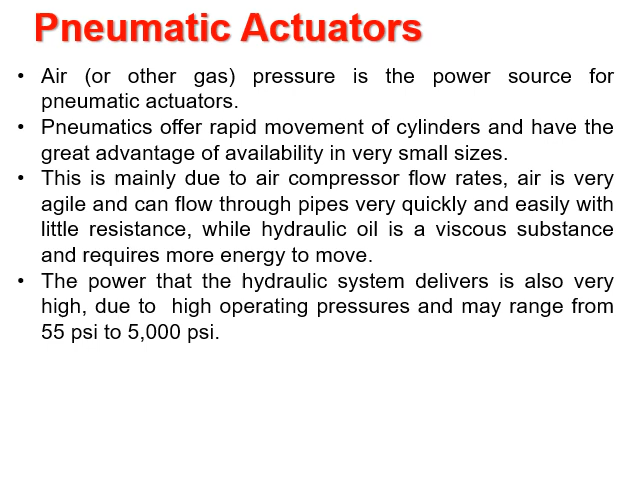 Pneumatic Actuators
• Air (or other gas) pressure is the power source for
pneumatic actuators.
• Pneumatics offer rapid movement of cylinders and have the
great advantage of availability in very small sizes.
• This is mainly due to air compressor flow rates, air is very
agile and can flow through pipes very quickly and easily with
little resistance, while hydraulic oil is a viscous substance
and requires more energy to move.
• The power that the hydraulic system delivers is also very
high, due to  high operating pressures and may range from
55 psi to 5,000 psi.